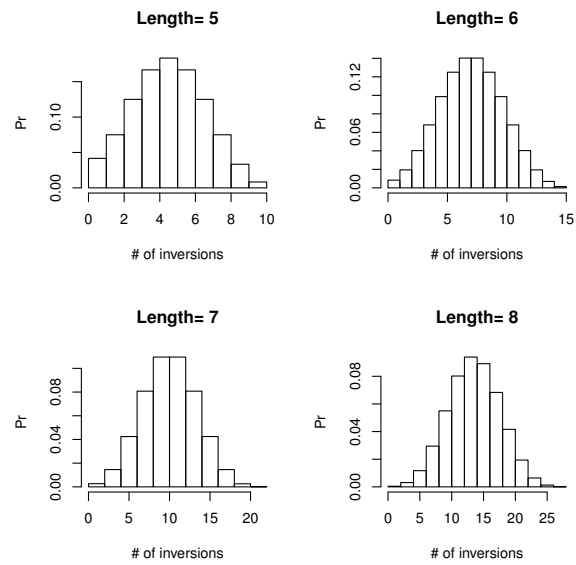 Length= 5
Pr
0.00
0.10
0 2 4 6 8 10
# of inversions
Length= 6
Pr
0.00
0.06
0.12
0 5 10 15
# of inversions
Length= 7
Pr
0.00
0.04
0.08
0 5 10 15 20
# of inversions
Length= 8
Pr
0.00
0.04
0.08
0 5 10 15 20 25
# of inversions